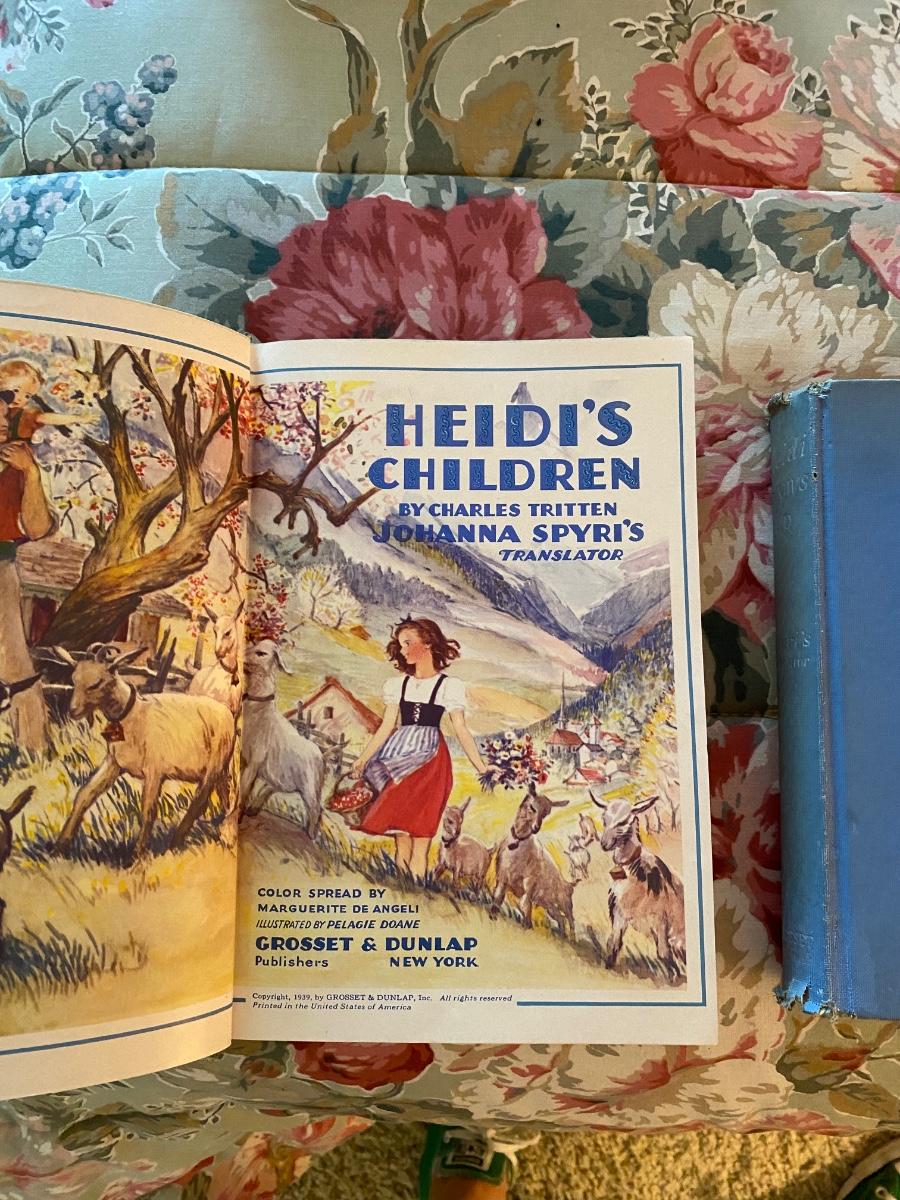 HEIDI'S
CHILDREN
BY CHARLES TRITTEN
JOHANNA SPYRI'S
TRANSLATOR
COLOR SPREAD BY
MARGUERITE DE ANGELI
ILLUSTRATED BY PELAGIE DOANE
GROSSET & DUNLAP
Publishers NEW YORK
Copyright, 1939, by GROSSET & DUNLAP, Inc. All rights reserved
Printed in the United States of America